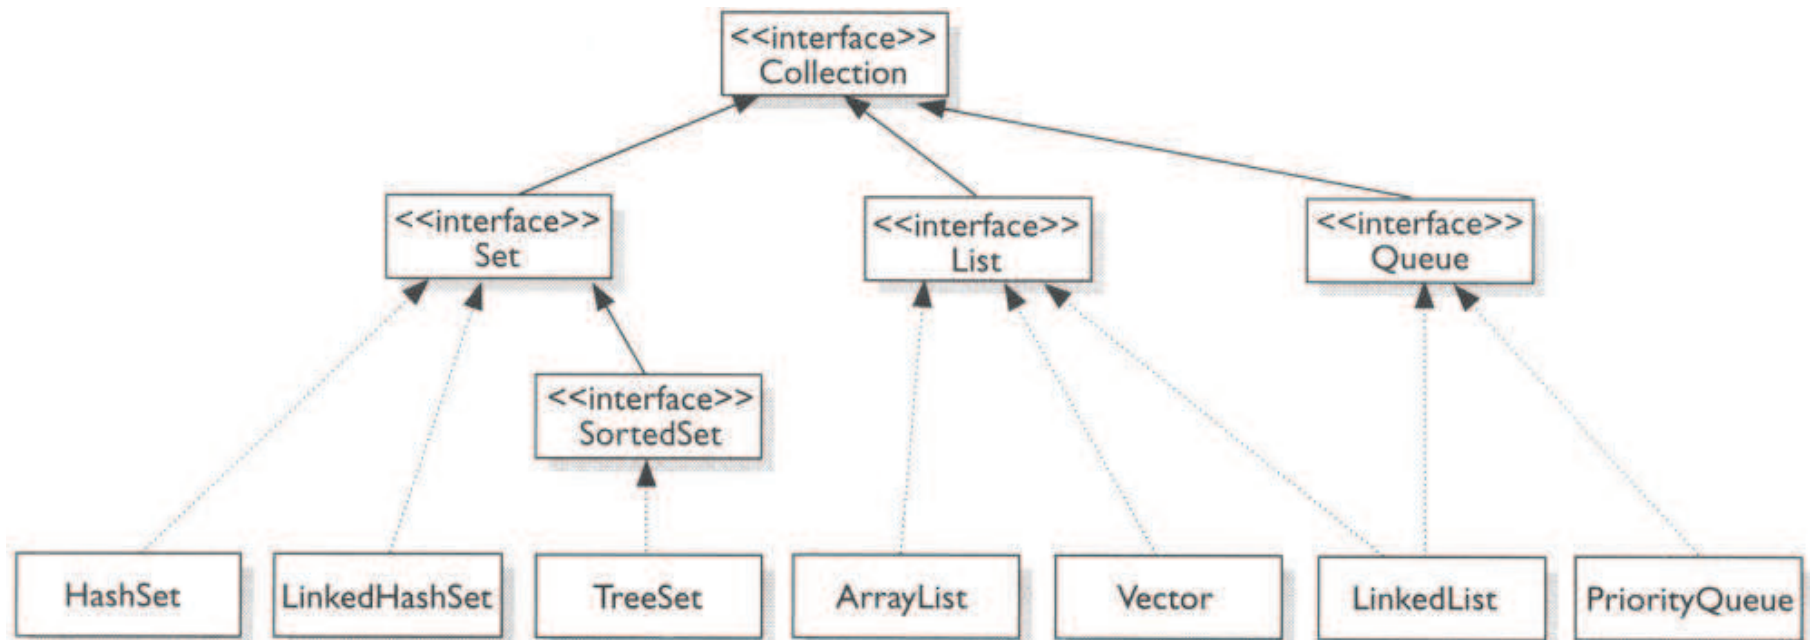 <<interface>>
Collection
<<interface>>
Set
<<interface>>
List
<<interface>>
Queue
<<interface>>
SortedSet
HashSet
LinkedHashSet
TreeSet
ArrayList
Vector
LinkedList
PriorityQueue